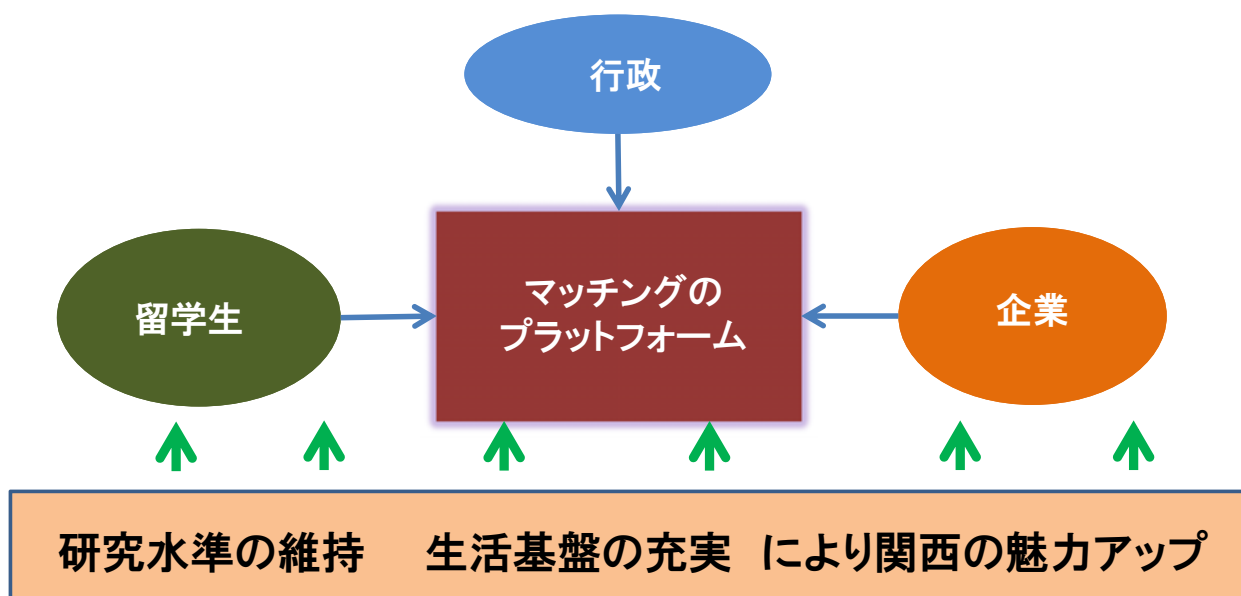 行政
留学生
マッチングの
プラットフォーム
企業
研究水準の維持 生活基盤の充実 により関西の魅力アップ